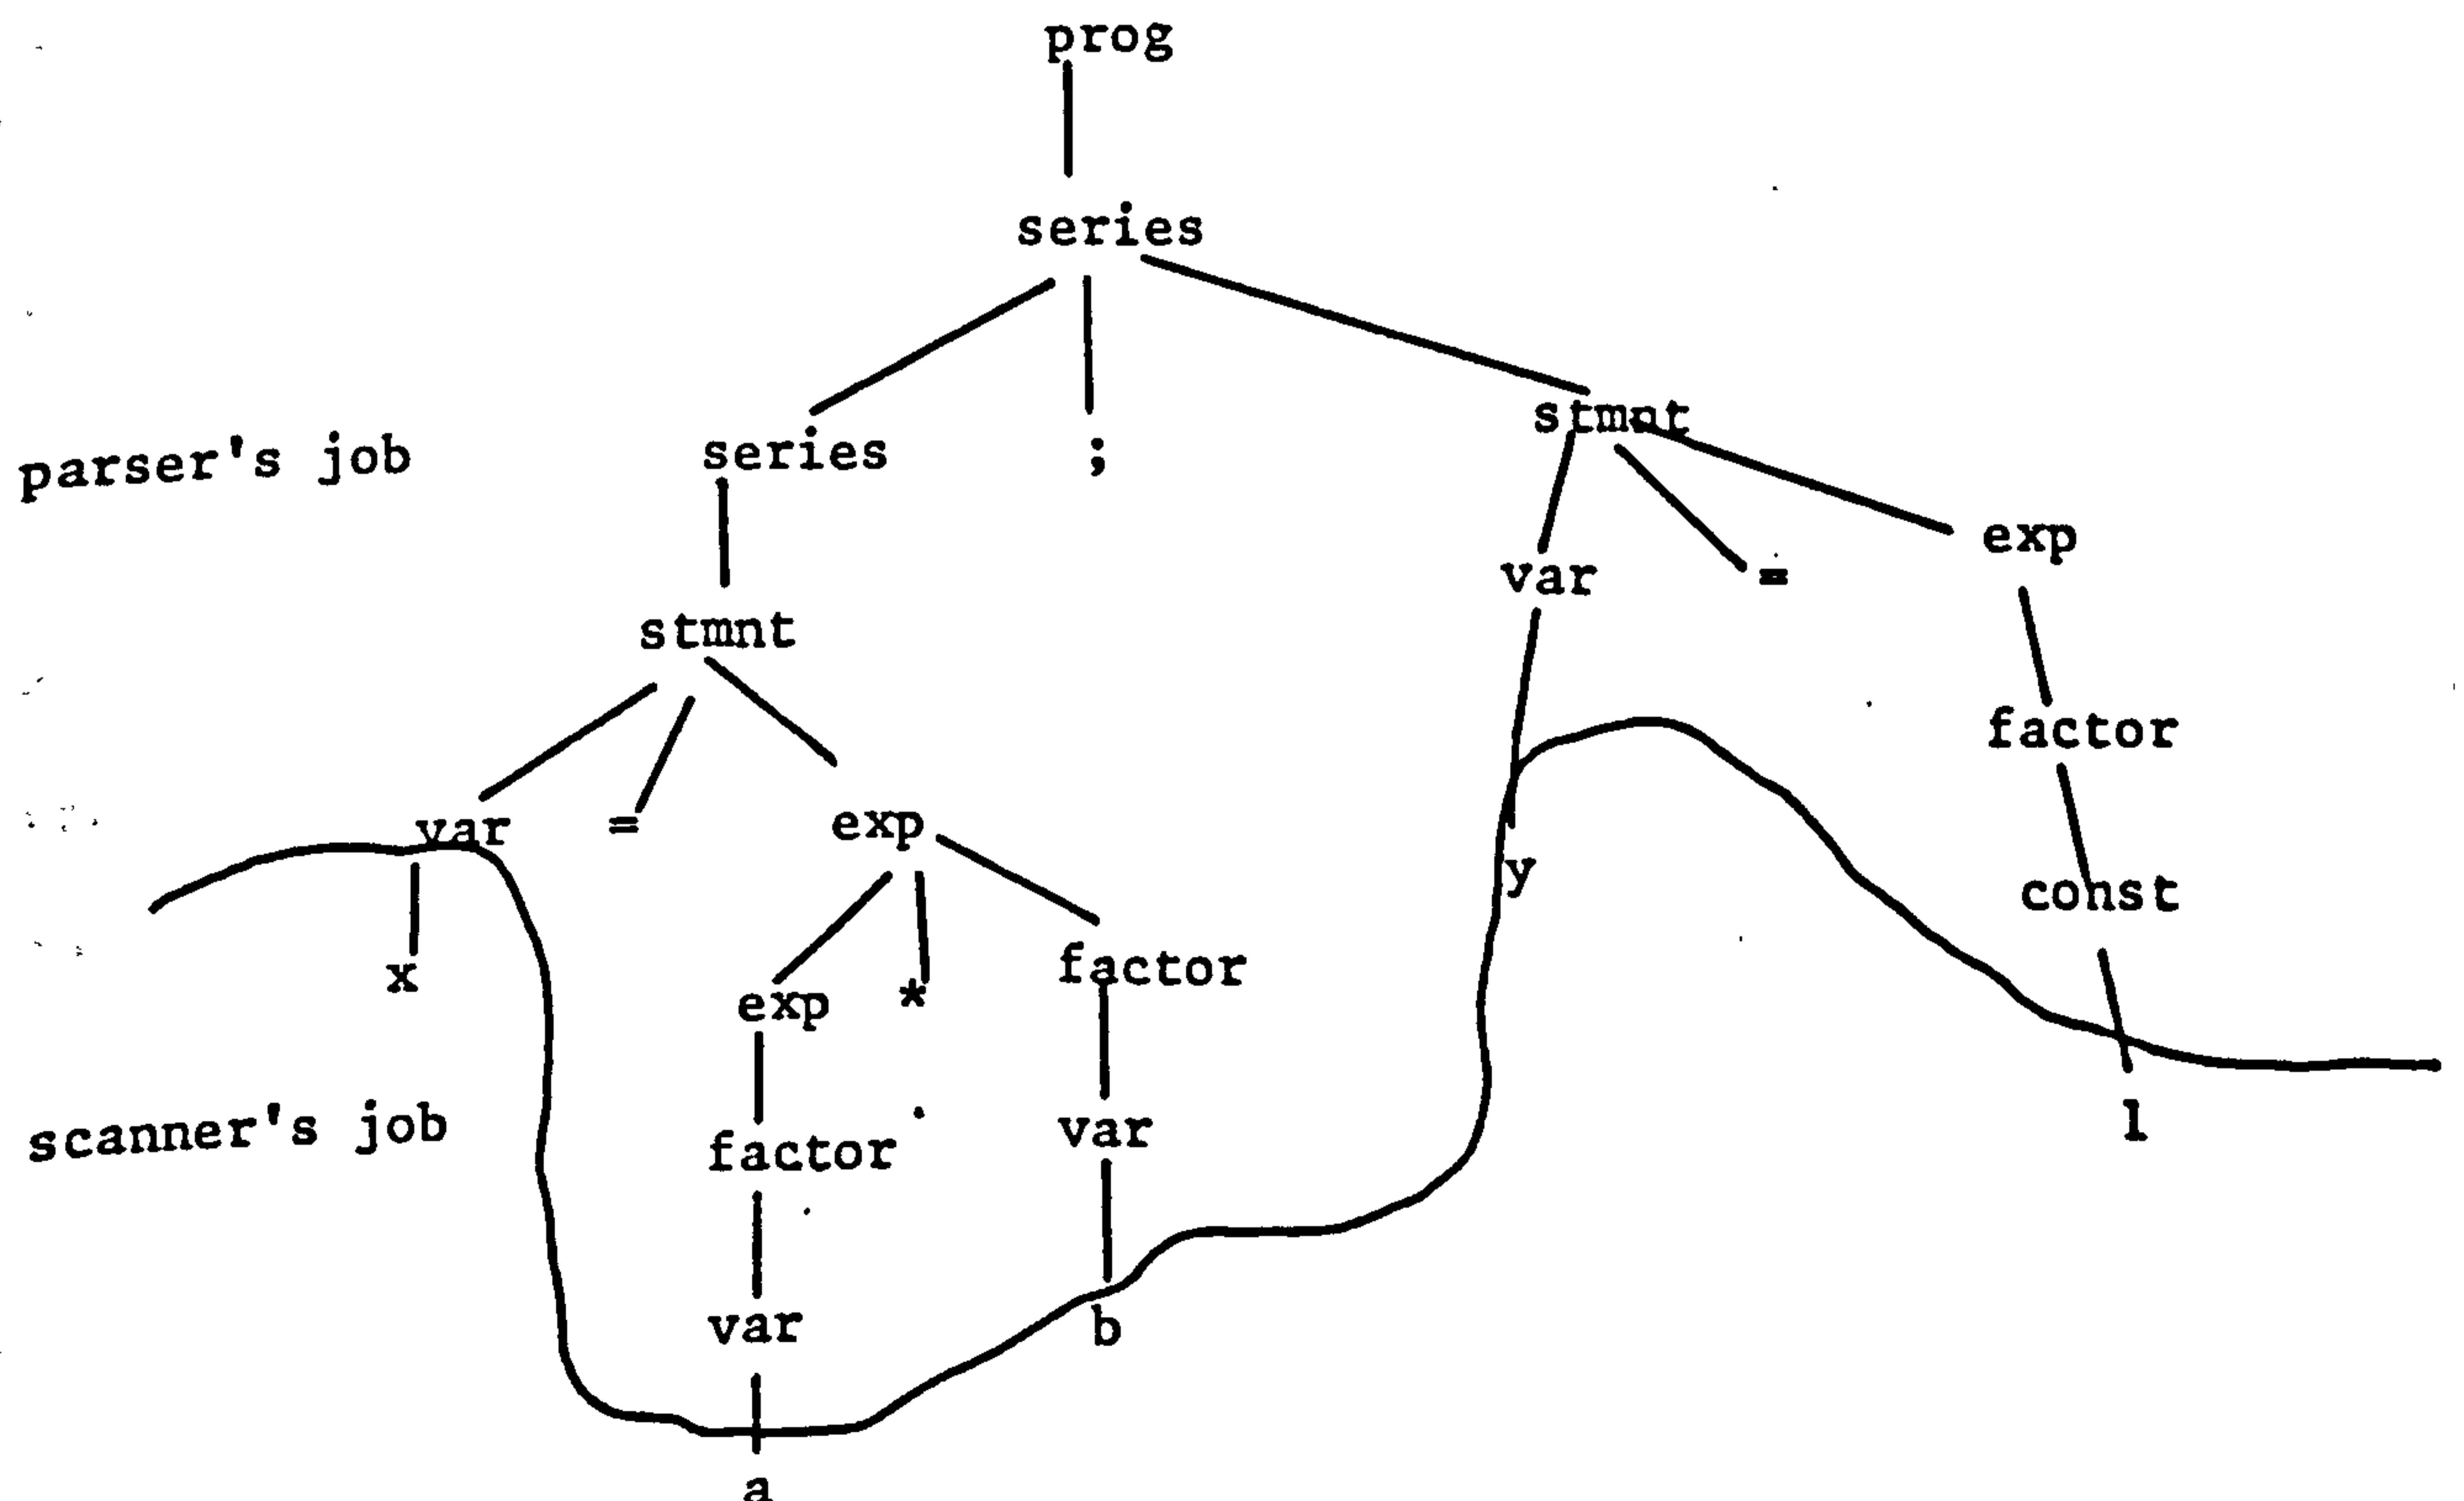 prog
series
parser's job
series ; stmnt
var = exp
stmnt
factor
var = exp
y const
x exp * factor
scanner's job
factor var 1
var b
a